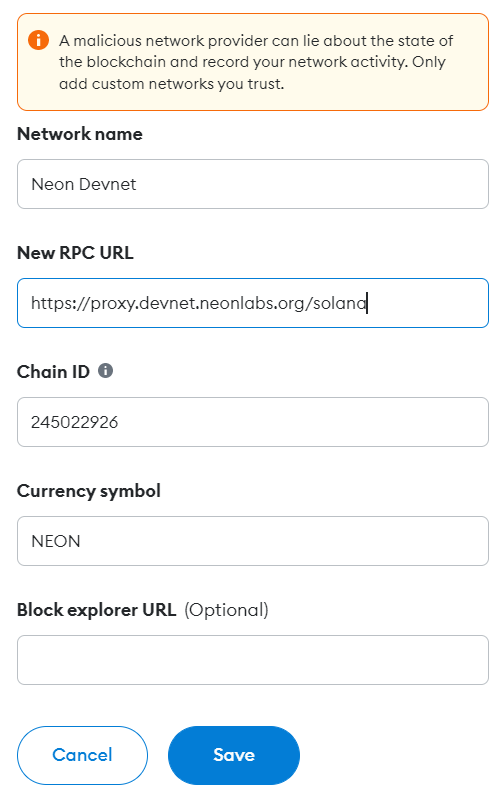 A malicious network provider can lie about the state of
the blockchain and record your network activity. Only
add custom networks you trust.
Network name
Neon Devnet
New RPC URL
https://proxy.devnet.neonlabs.org/solana
Chain ID
245022926
Currency symbol
NEON
Block explorer URL (Optional)
Cancel Save